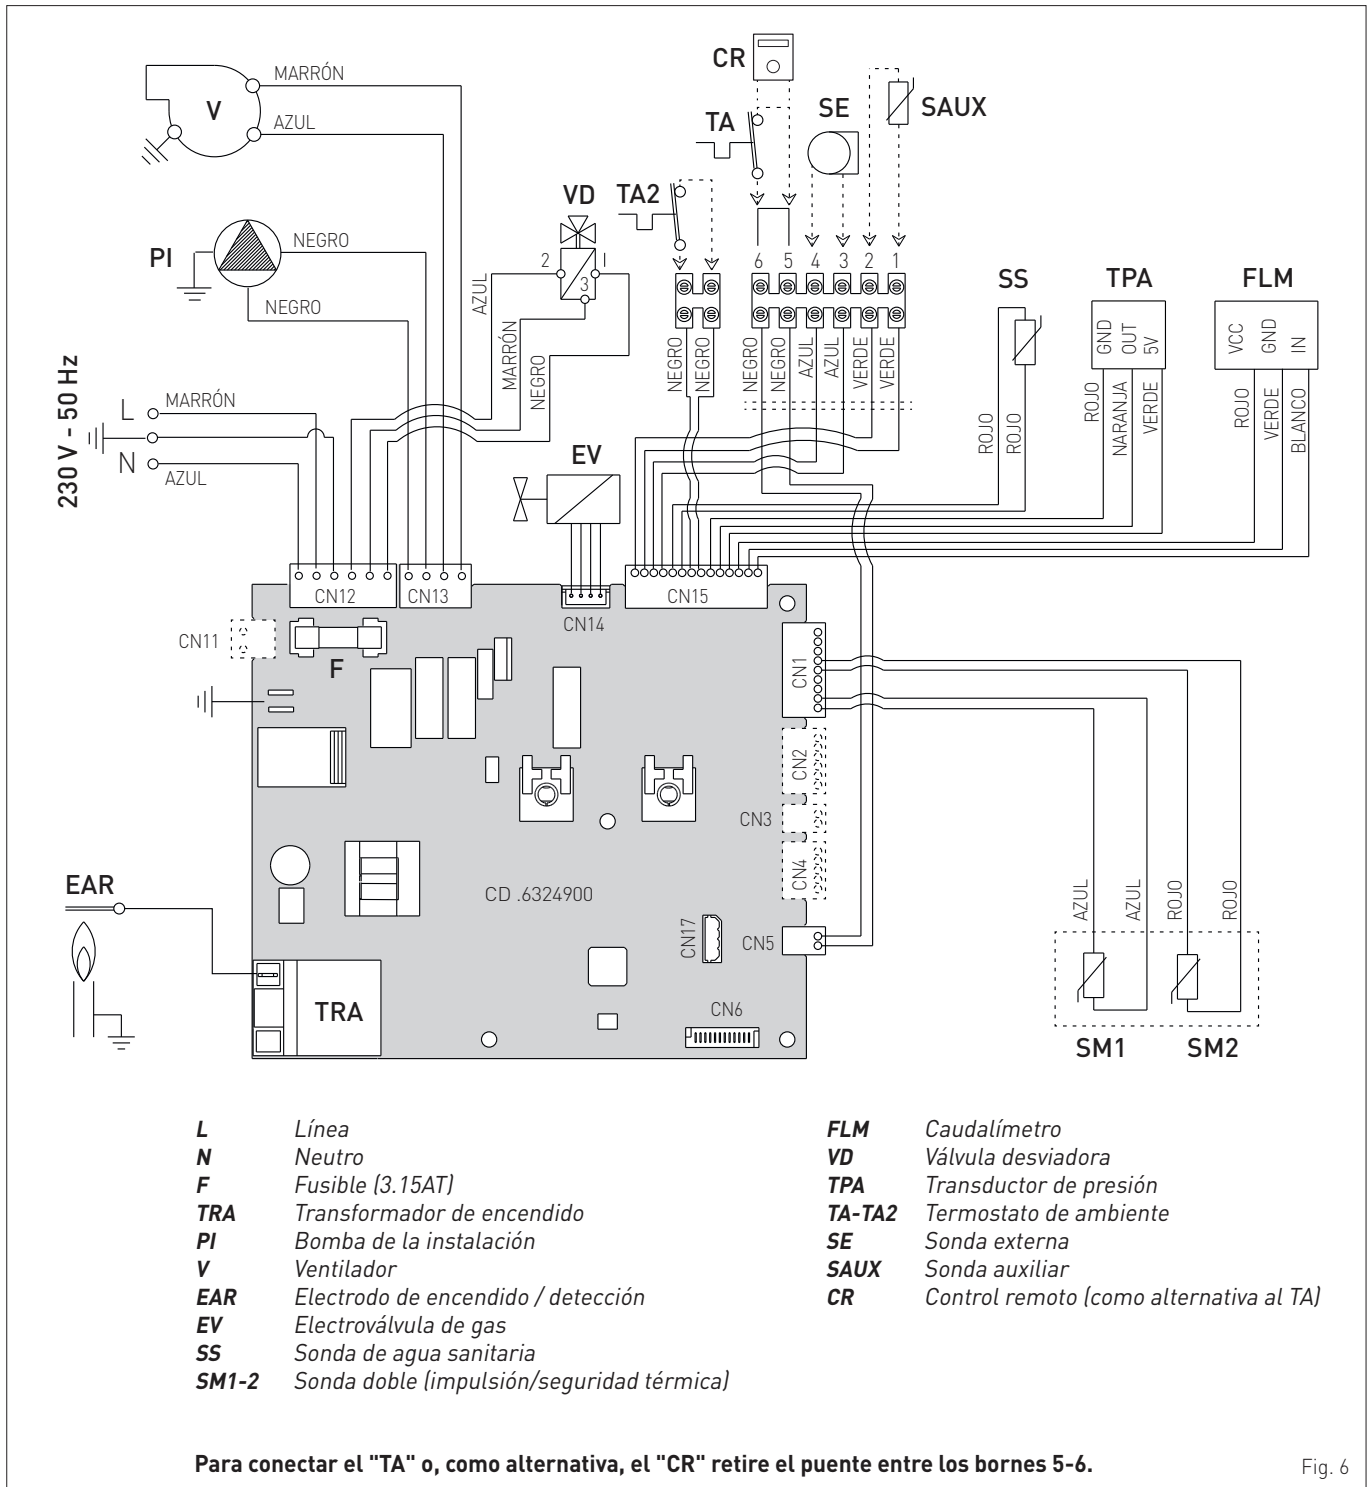 MARRÓN
V
AZUL
CR
TA
SE
SAUX
TA2
VD
2
1
3
PI
NEGRO
NEGRO
AZUL
MARRÓN
NEGRO
6
5
4
3
2
1
NEGRO
NEGRO
NEGRO
NEGRO
AZUL
AZUL
VERDE
VERDE
SS
ROJO
ROJO
TPA
GND
OUT
5V
ROJO
NARANJA
VERDE
FLM
VCC
GND
IN
ROJO
VERDE
BLANCO
230 V - 50 Hz
L
MARRÓN
N
AZUL
EV
CN12
CN13
CN14
CN15
CN11
F
CN1
CN2
CN3
CN4
CD .6324900
CN17
CN5
CN6
EAR
TRA
AZUL
AZUL
ROJO
ROJO
SM1
SM2
L Línea
N Neutro
F Fusible (3.15AT)
TRA Transformador de encendido
PI Bomba de la instalación
V Ventilador
EAR Electrodo de encendido / detección
EV Electroválvula de gas
SS Sonda de agua sanitaria
SM1-2 Sonda doble (impulsión/seguridad térmica)
FLM Caudalímetro
VD Válvula desviadora
TPA Transductor de presión
TA-TA2 Termostato de ambiente
SE Sonda externa
SAUX Sonda auxiliar
CR Control remoto (como alternativa al TA)
Para conectar el "TA" o, como alternativa, el "CR" retire el puente entre los bornes 5-6.
Fig. 6